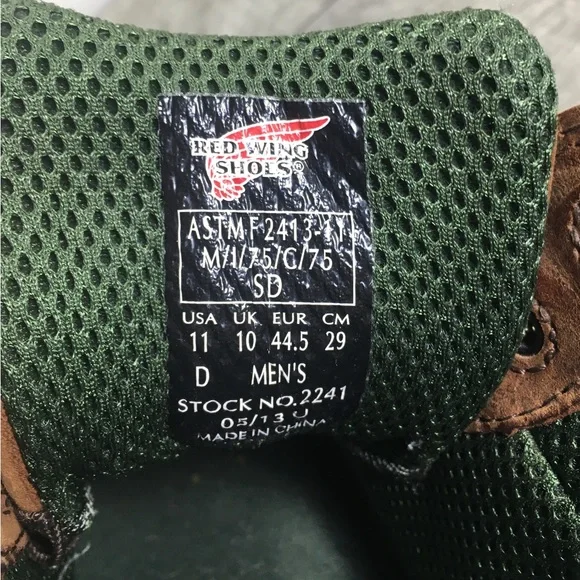 RED WING
SHOES®
ASTM F 2413-11
M/I/75/C/75
SD
USA UK EUR CM
11 10 44.5 29
D MEN'S
STOCK NO.2241
05/13 U
MADE IN CHINA